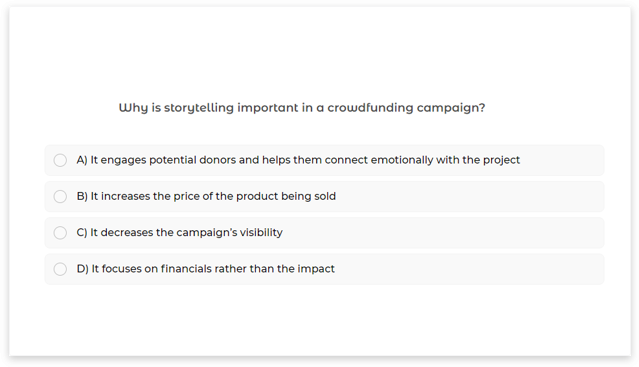 Why is storytelling important in a crowdfunding campaign?
A) It engages potential donors and helps them connect emotionally with the project
B) It increases the price of the product being sold
C) It decreases the campaign's visibility
D) It focuses on financials rather than the impact